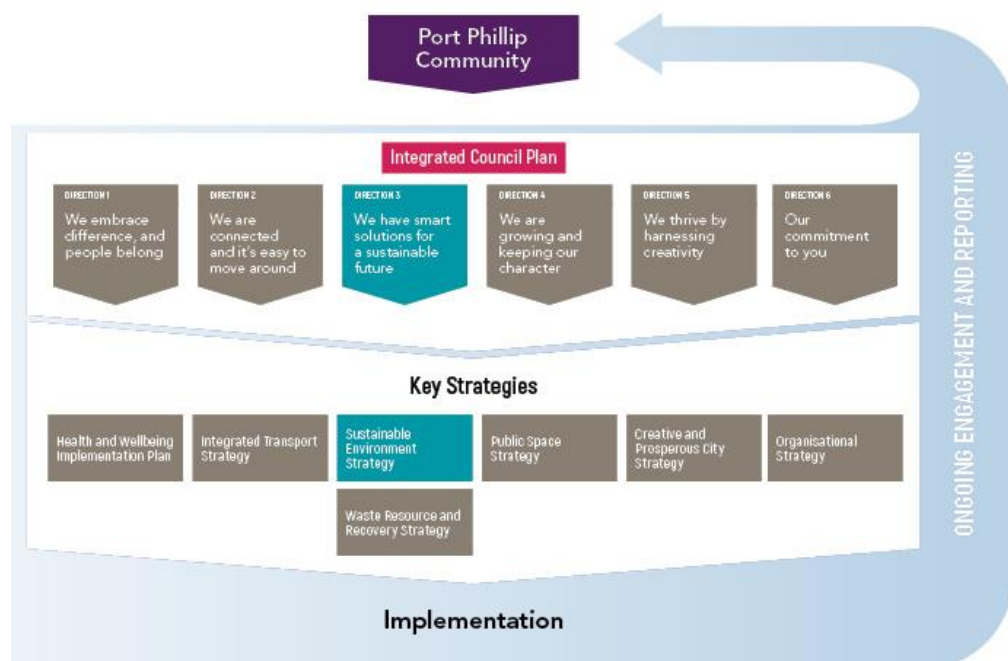 Port Phillip
Community
Integrated Council Plan
DIRECTION 1
We embrace
difference, and
people belong
DIRECTION 2
We are
connected
and it's easy to
move around
DIRECTION 3
We have smart
solutions for
a sustainable
future
DIRECTION 4
We are
growing and
keeping our
character
DIRECTION 5
We thrive by
harnessing
creativity
DIRECTION 6
Our
commitment
to you
Key Strategies
Health and Wellbeing
Implementation Plan
Integrated Transport
Strategy
Sustainable
Environment
Strategy
Public Space
Strategy
Creative and
Prosperous City
Strategy
Organisational
Strategy
Waste Resource and
Recovery Strategy
Implementation
ONGOING ENGAGEMENT AND REPORTING